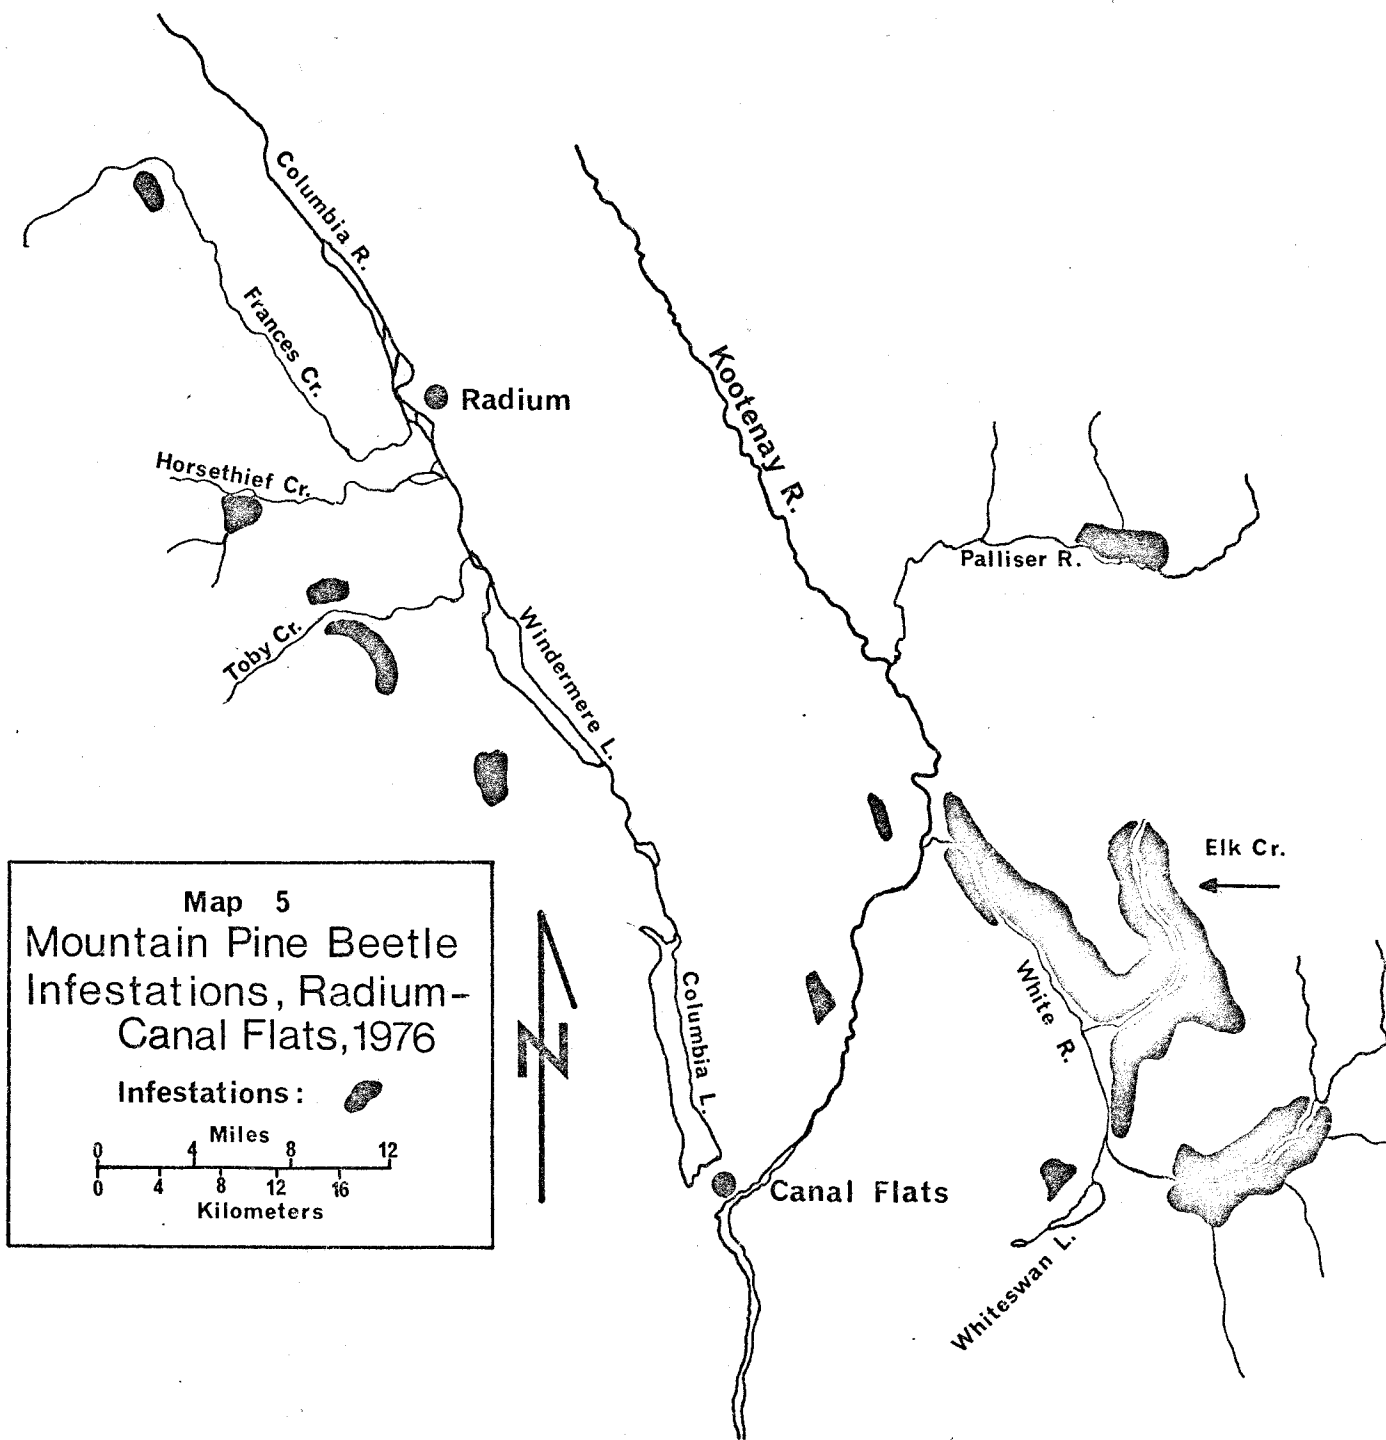 Columbia R.
Frances Cr.
Kootenay R.
Radium
Horsethief Cr.
Palliser R.
Toby Cr.
Windermere L.
Elk Cr.
White R.
Columbia L.
Canal Flats
Whiteswan L.
Map 5
Mountain Pine Beetle
Infestations, Radium-
Canal Flats, 1976
Infestations:
Miles
0 4 8 12
0 4 8 12 16
Kilometers
N